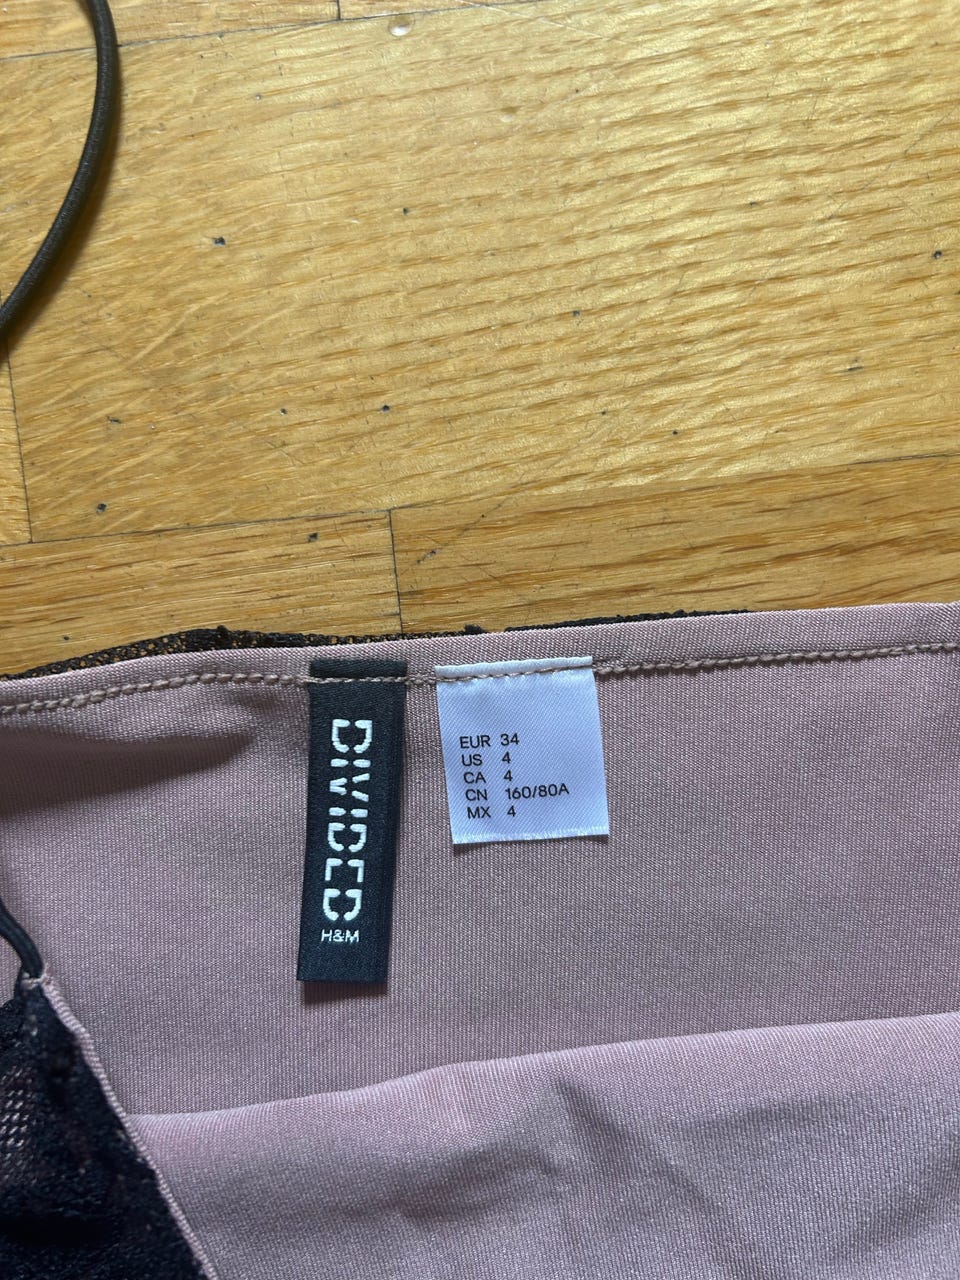 DIVIDED
H&M
EUR 34
US 4
CA 4
CN 160/80A
MX 4